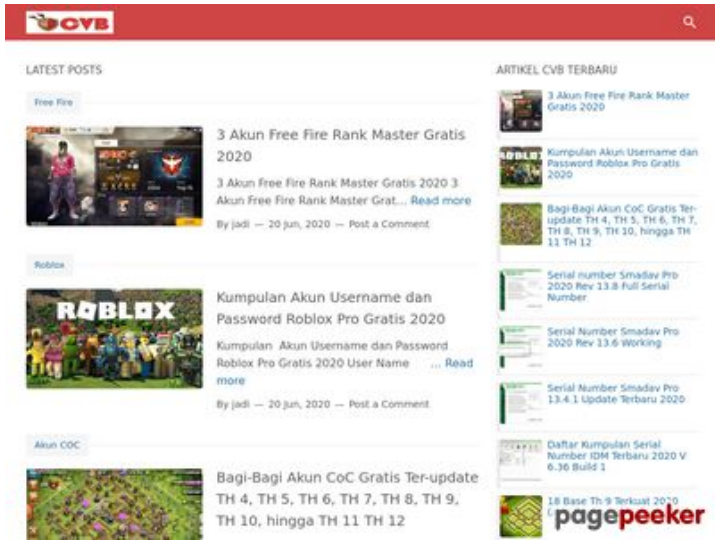 CVB
LATEST POSTS
Free Fire
3 Akun Free Fire Rank Master Gratis
2020
3 Akun Free Fire Rank Master Gratis 2020 3
Akun Free Fire Rank Master Grat... Read more
By jadi — 20 Jun, 2020 — Post a Comment
Roblox
ROBLOX
Kumpulan Akun Username dan
Password Roblox Pro Gratis 2020
Kumpulan Akun Username dan Password
Roblox Pro Gratis 2020 User Name ... Read
more
By jadi — 20 Jun, 2020 — Post a Comment
Akun COC
Bagi-Bagi Akun CoC Gratis Ter-update
TH 4, TH 5, TH 6, TH 7, TH 8, TH 9,
TH 10, hingga TH 11 TH 12
ARTIKEL CVB TERBARU
3 Akun Free Fire Rank Master
Gratis 2020
Kumpulan Akun Username dan
Password Roblox Pro Gratis
2020
Bagi-Bagi Akun CoC Gratis Ter-
update TH 4, TH 5, TH 6, TH 7,
TH 8, TH 9, TH 10, hingga TH
11 TH 12
Serial number Smadav Pro
2020 Rev 13.8 Full Serial
Number
Serial Number Smadav Pro
2020 Rev 13.6 Working
Serial Number Smadav Pro
13.4.1 Update Terbaru 2020
Daftar Kumpulan Serial
Number IDM Terbaru 2020 V
6.36 Build 1
18 Base Th 9 Terkuat 2020
pagepeeker